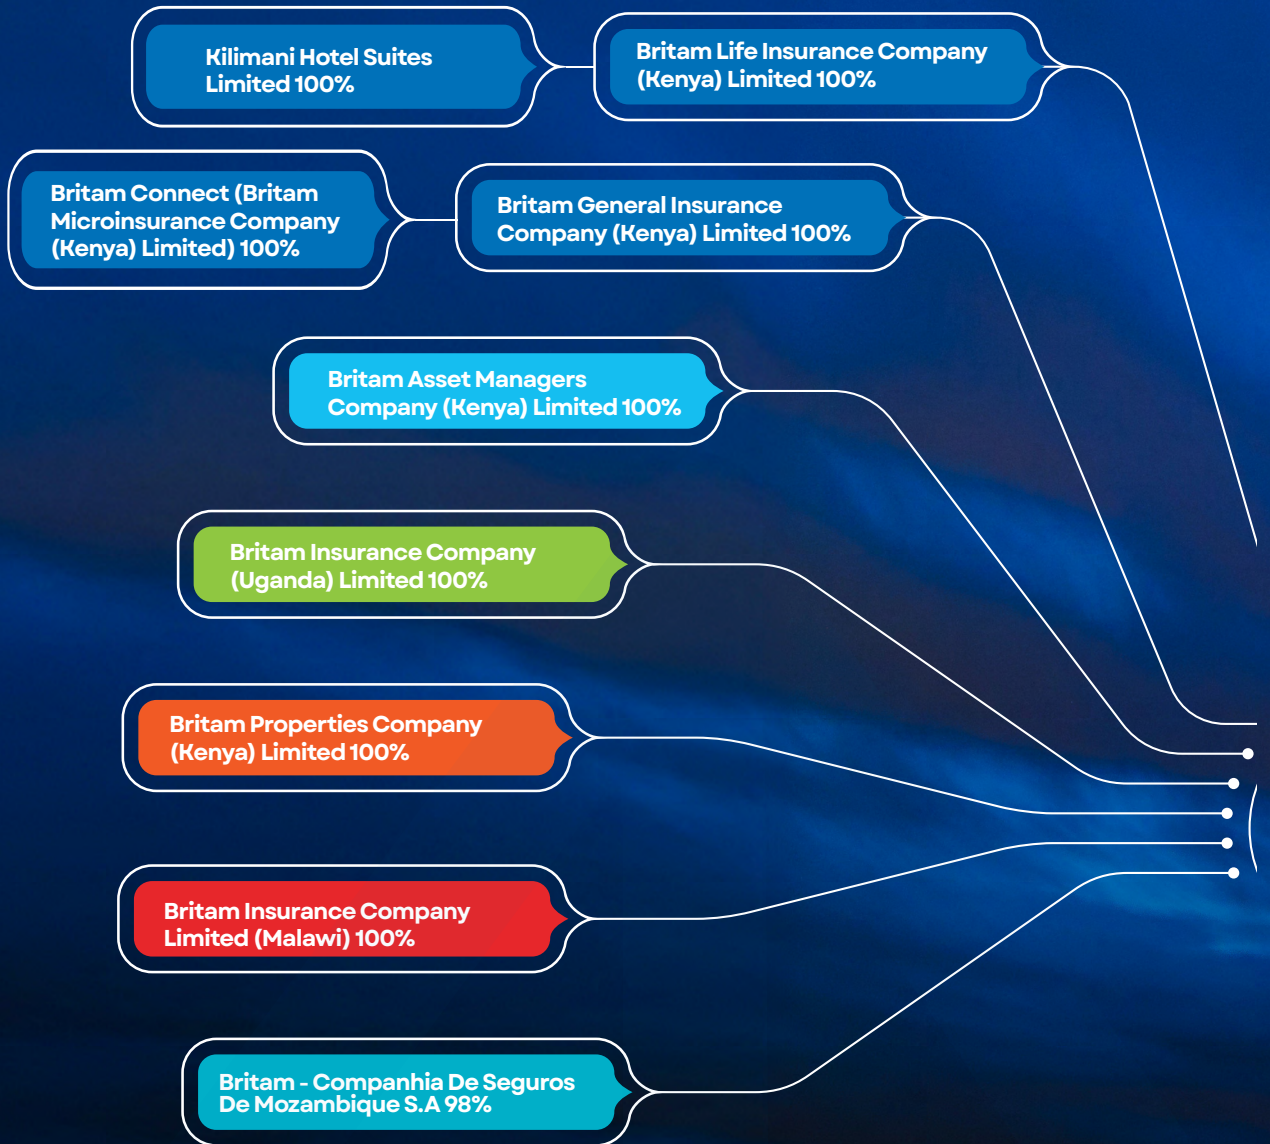 Kilimani Hotel Suites
Limited 100%
Britam Life Insurance Company
(Kenya) Limited 100%
Britam Connect (Britam
Microinsurance Company
(Kenya) Limited) 100%
Britam General Insurance
Company (Kenya) Limited 100%
Britam Asset Managers
Company (Kenya) Limited 100%
Britam Insurance Company
(Uganda) Limited 100%
Britam Properties Company
(Kenya) Limited 100%
Britam Insurance Company
Limited (Malawi) 100%
Britam - Companhia De Seguros
De Mozambique S.A 98%